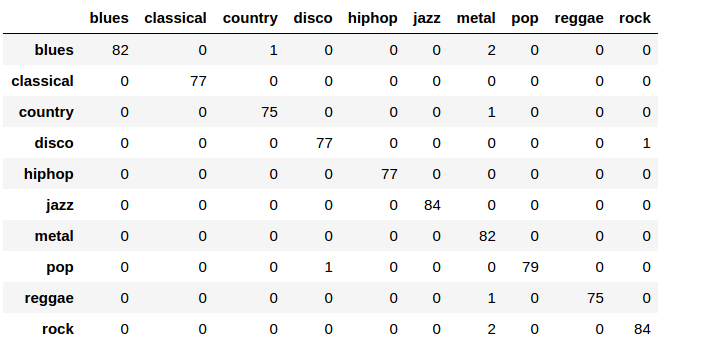 blues classical country disco hiphop jazz metal pop reggae rock
blues 82 0 1 0 0 0 2 0 0 0
classical 0 77 0 0 0 0 0 0 0 0
country 0 0 75 0 0 0 1 0 0 0
disco 0 0 0 77 0 0 0 0 0 1
hiphop 0 0 0 0 77 0 0 0 0 0
jazz 0 0 0 0 0 84 0 0 0 0
metal 0 0 0 0 0 0 82 0 0 0
pop 0 0 0 1 0 0 0 79 0 0
reggae 0 0 0 0 0 0 1 0 75 0
rock 0 0 0 0 0 0 2 0 0 84